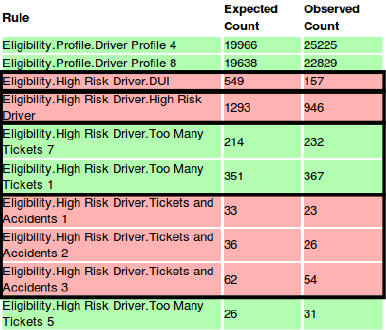 Rule Expected Count Observed Count
Eligibility.Profile.Driver Profile 4 19966 25225
Eligibility.Profile.Driver Profile 8 19638 22829
Eligibility.High Risk Driver.DUI 549 157
Eligibility.High Risk Driver.High Risk
Driver 1293 946
Eligibility.High Risk Driver.Too Many
Tickets 7 214 232
Eligibility.High Risk Driver.Too Many
Tickets 1 351 367
Eligibility.High Risk Driver.Tickets and
Accidents 1 33 23
Eligibility.High Risk Driver.Tickets and
Accidents 2 36 26
Eligibility.High Risk Driver.Tickets and
Accidents 3 62 54
Eligibility.High Risk Driver.Too Many
Tickets 5 26 31